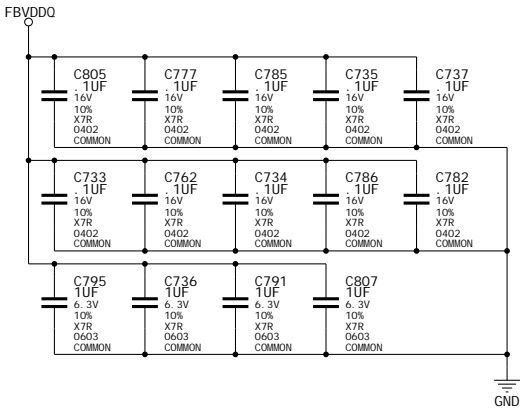 FBVDDQ
C805
.1UF
16V
10%
X7R
0402
COMMON
C777
.1UF
16V
10%
X7R
0402
COMMON
C785
.1UF
16V
10%
X7R
0402
COMMON
C735
.1UF
16V
10%
X7R
0402
COMMON
C737
.1UF
16V
10%
X7R
0402
COMMON
C733
.1UF
16V
10%
X7R
0402
COMMON
C762
.1UF
16V
10%
X7R
0402
COMMON
C734
.1UF
16V
10%
X7R
0402
COMMON
C786
.1UF
16V
10%
X7R
0402
COMMON
C782
.1UF
16V
10%
X7R
0402
COMMON
C795
1UF
6.3V
10%
X7R
0603
COMMON
C736
1UF
6.3V
10%
X7R
0603
COMMON
C791
1UF
6.3V
10%
X7R
0603
COMMON
C807
1UF
6.3V
10%
X7R
0603
COMMON
GND